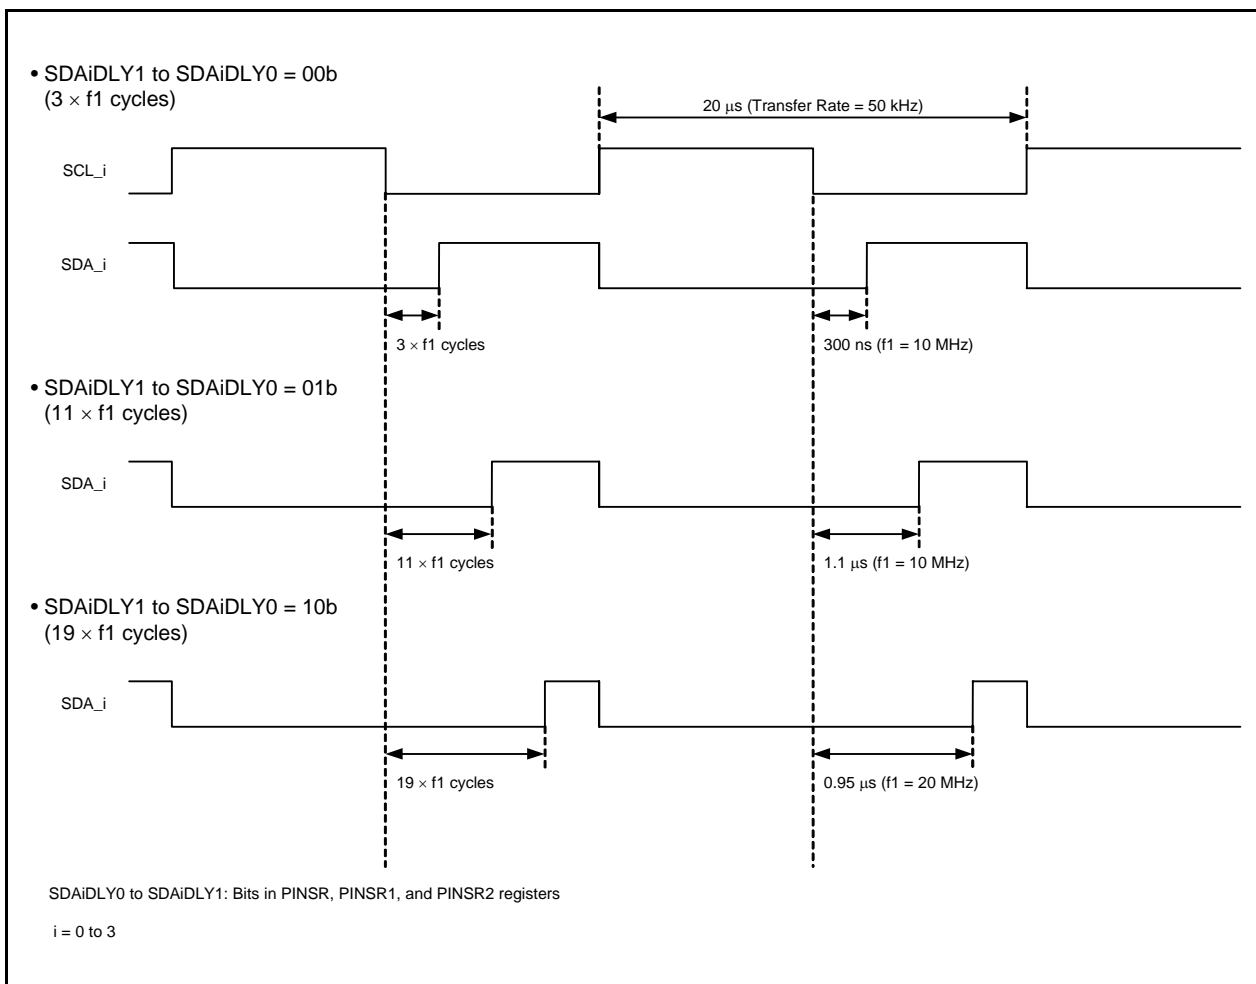 • SDAiDLY1 to SDAiDLY0 = 00b
(3 × f1 cycles)
20 μs (Transfer Rate = 50 kHz)
SCL_i
SDA_i
3 × f1 cycles
300 ns (f1 = 10 MHz)
• SDAiDLY1 to SDAiDLY0 = 01b
(11 × f1 cycles)
SDA_i
11 × f1 cycles
1.1 μs (f1 = 10 MHz)
• SDAiDLY1 to SDAiDLY0 = 10b
(19 × f1 cycles)
SDA_i
19 × f1 cycles
0.95 μs (f1 = 20 MHz)
SDAiDLY0 to SDAiDLY1: Bits in PINSR, PINSR1, and PINSR2 registers
i = 0 to 3